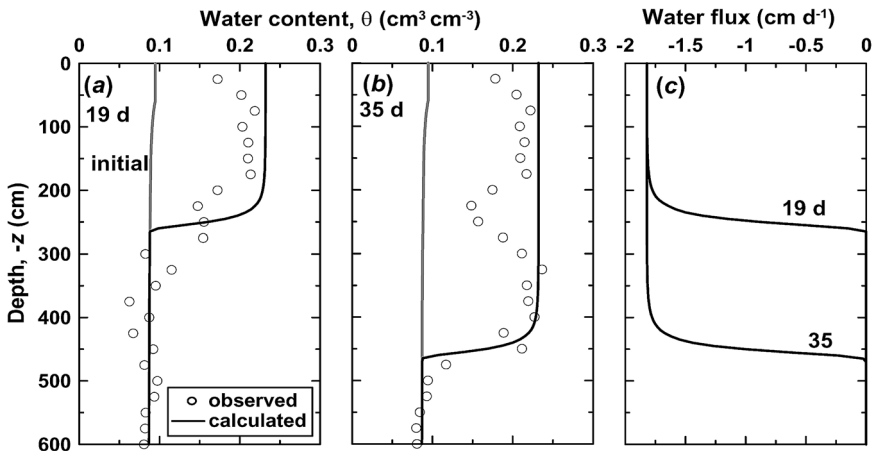 Water content, θ (cm³ cm⁻³)
Water flux (cm d⁻¹)
0 0.1 0.2 0.3 0 0.1 0.2 0.3 -2 -1.5 -1 -0.5 0
0
100
200
300
400
500
600
Depth, -z (cm)
(a)
19 d
initial
observed
calculated
(b)
35 d
(c)
19 d
35